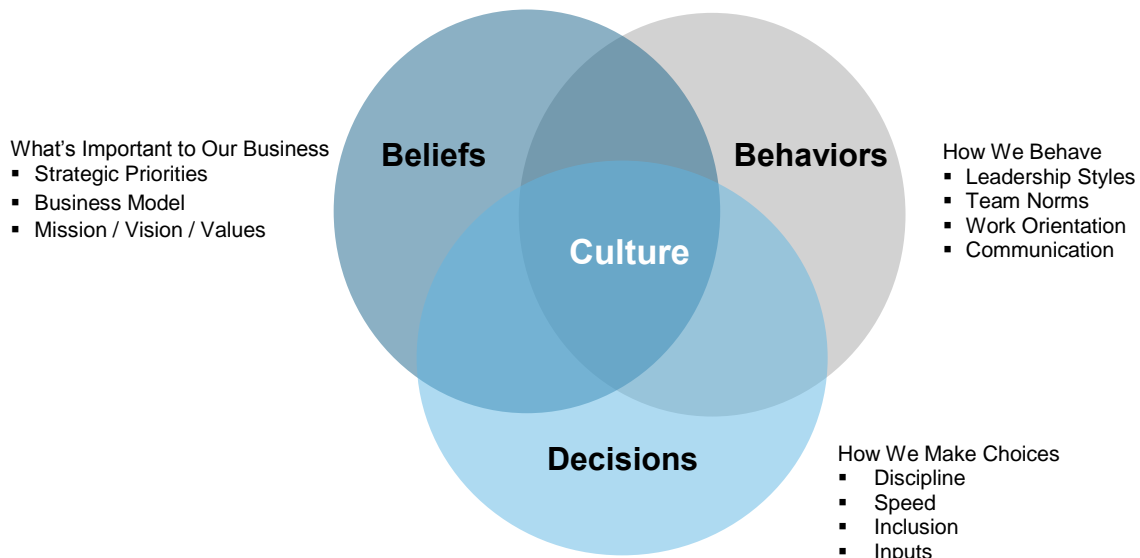 Beliefs
Behaviors
What's Important to Our Business
▪ Strategic Priorities
▪ Business Model
▪ Mission / Vision / Values
How We Behave
▪ Leadership Styles
▪ Team Norms
▪ Work Orientation
▪ Communication
Culture
Decisions
How We Make Choices
▪ Discipline
▪ Speed
▪ Inclusion
▪ Inputs